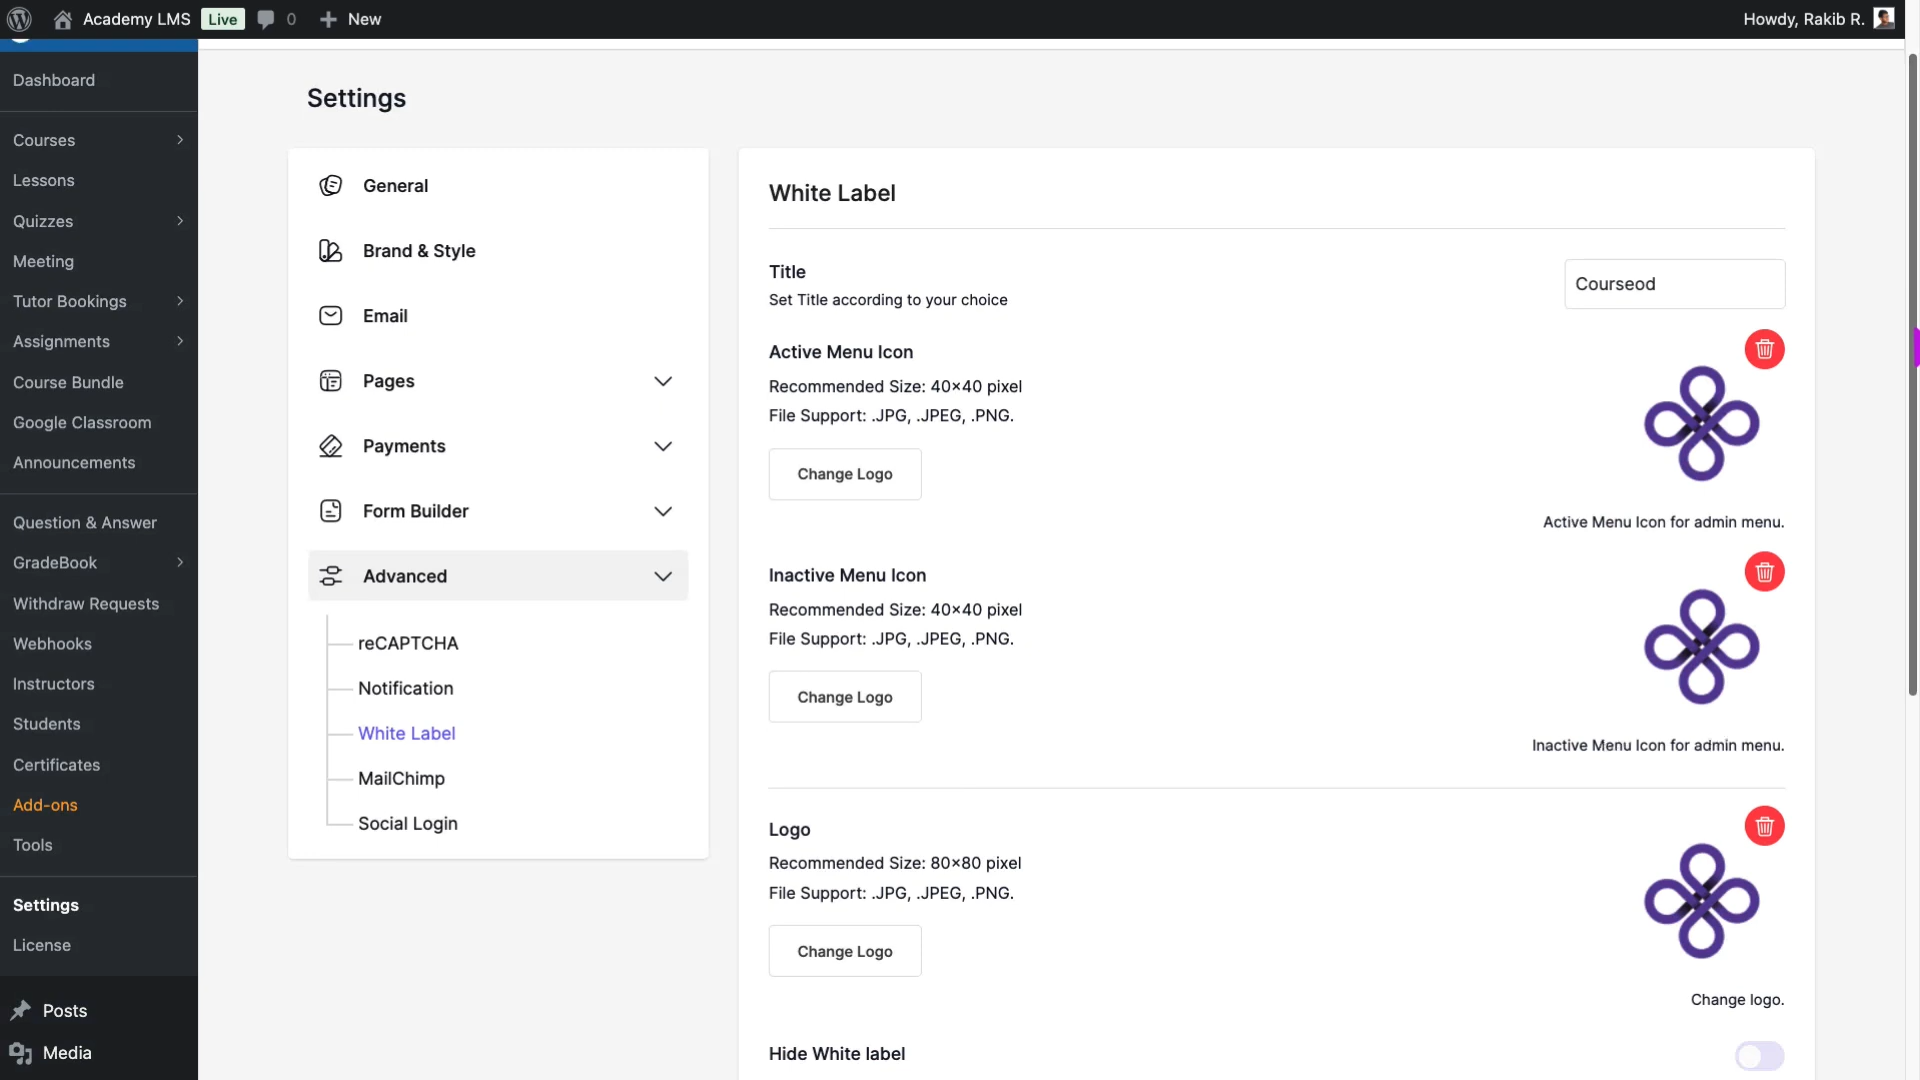 Academy LMS Live 0 New Howdy, Rakib R.
Dashboard
Courses
Lessons
Quizzes
Meeting
Tutor Bookings
Assignments
Course Bundle
Google Classroom
Announcements
Question & Answer
GradeBook
Withdraw Requests
Webhooks
Instructors
Students
Certificates
Add-ons
Tools
Settings
License
Posts
Media
Settings
General
Brand & Style
Email
Pages
Payments
Form Builder
Advanced
reCAPTCHA
Notification
White Label
MailChimp
Social Login
White Label
Title
Set Title according to your choice
Courseod
Active Menu Icon
Recommended Size: 40×40 pixel
File Support: .JPG, .JPEG, .PNG.
Change Logo
Active Menu Icon for admin menu.
Inactive Menu Icon
Recommended Size: 40×40 pixel
File Support: .JPG, .JPEG, .PNG.
Change Logo
Inactive Menu Icon for admin menu.
Logo
Recommended Size: 80×80 pixel
File Support: .JPG, .JPEG, .PNG.
Change Logo
Change logo.
Hide White label